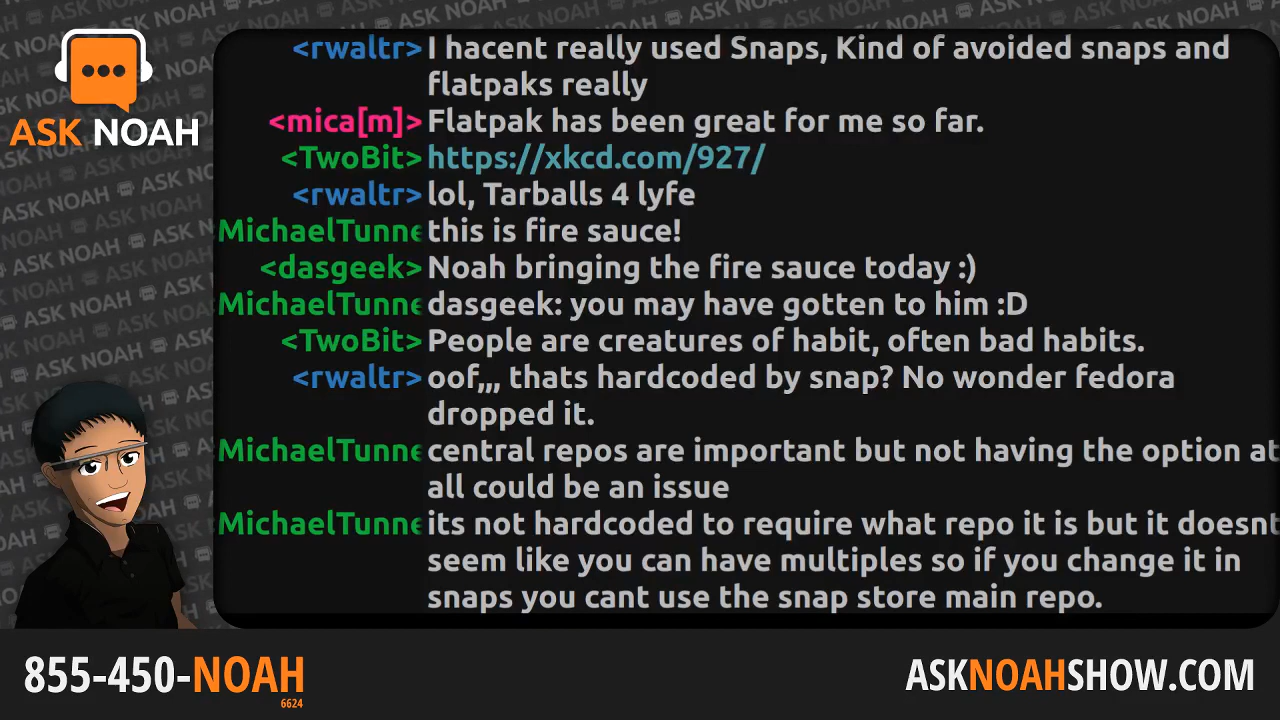 ASK NOAH
<rwaltr> I hacent really used Snaps, Kind of avoided snaps and
flatpaks really
<mica[m]> Flatpak has been great for me so far.
<TwoBit> https://xkcd.com/927/
<rwaltr> lol, Tarballs 4 lyfe
MichaelTunne this is fire sauce!
<dasgeek> Noah bringing the fire sauce today :)
MichaelTunne dasgeek: you may have gotten to him :D
<TwoBit> People are creatures of habit, often bad habits.
<rwaltr> oof,,, thats hardcoded by snap? No wonder fedora
dropped it.
MichaelTunne central repos are important but not having the option at
all could be an issue
MichaelTunne its not hardcoded to require what repo it is but it doesnt
seem like you can have multiples so if you change it in
snaps you cant use the snap store main repo.
855-450-NOAH
6624
ASKNOAHSHOW.COM